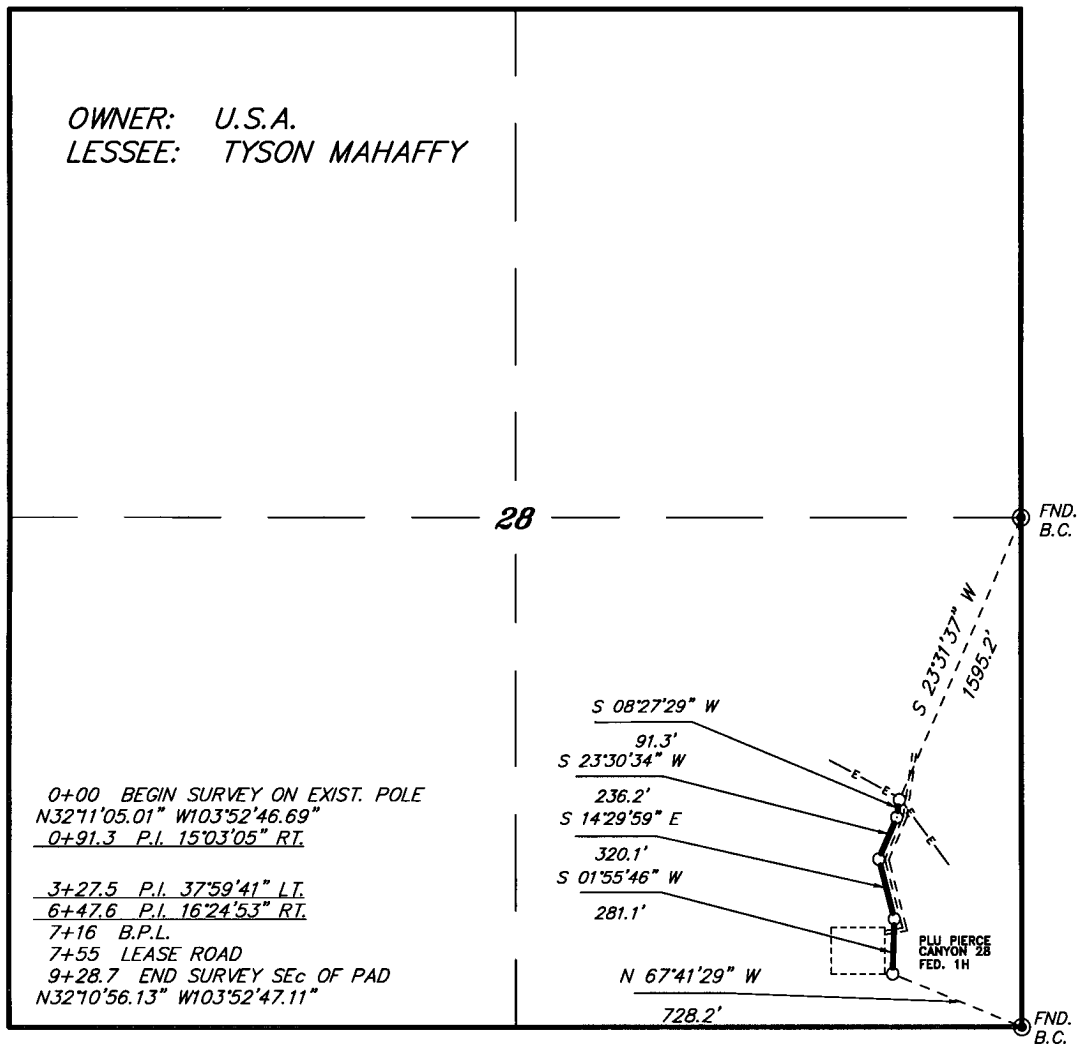 OWNER: U.S.A.
LESSEE: TYSON MAHAFFY
28
FND.
B.C.
S 23°31'37" W
1595.2'
S 08°27'29" W
91.3'
S 23°30'34" W
236.2'
S 14°29'59" E
320.1'
S 01°55'46" W
281.1'
E
E
E
0+00 BEGIN SURVEY ON EXIST. POLE
N32°11'05.01" W103°52'46.69"
0+91.3 P.I. 15°03'05" RT.
3+27.5 P.I. 37°59'41" LT.
6+47.6 P.I. 16°24'53" RT.
7+16 B.P.L.
7+55 LEASE ROAD
9+28.7 END SURVEY SEc OF PAD
N32°10'56.13" W103°52'47.11"
PLU PIERCE
CANYON 28
FED. 1H
N 67°41'29" W
728.2'
FND.
B.C.